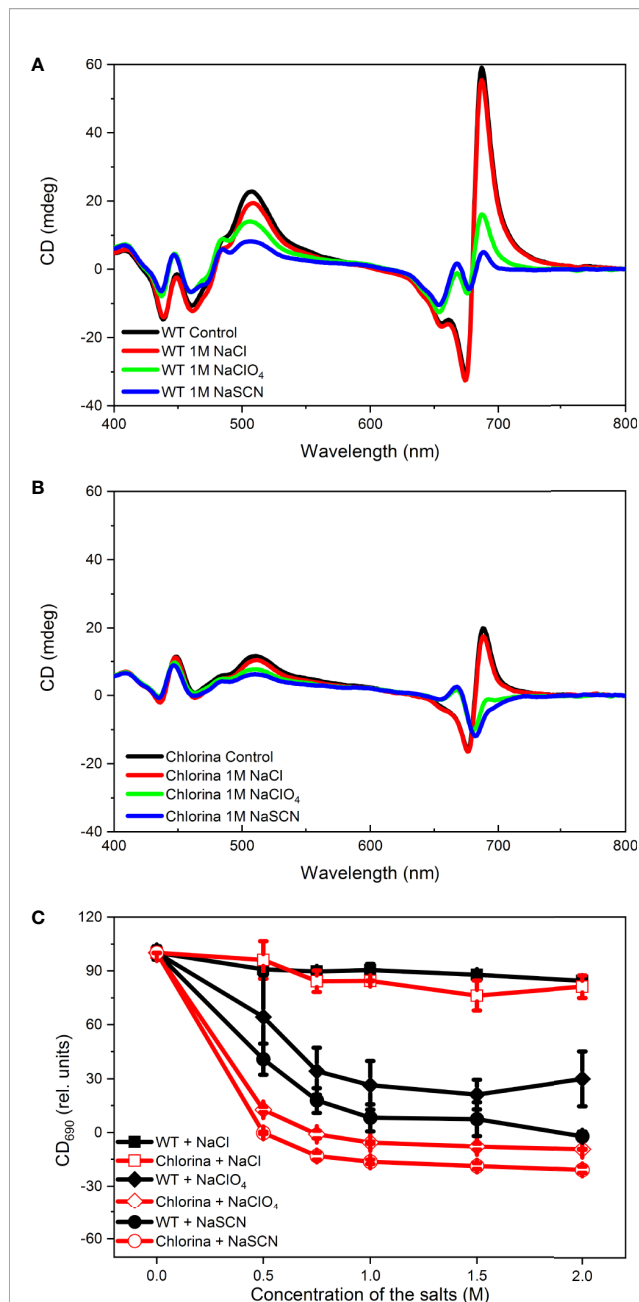 A
60
40
20
0
-20
-40
CD (mdeg)
WT Control
WT 1M NaCl
WT 1M NaClO₄
WT 1M NaSCN
400 500 600 700 800
Wavelength (nm)
B
60
40
20
0
-20
-40
CD (mdeg)
Chlorina Control
Chlorina 1M NaCl
Chlorina 1M NaClO₄
Chlorina 1M NaSCN
400 500 600 700 800
Wavelength (nm)
C
120
90
60
30
0
-30
-60
CD₆₉₀ (rel. units)
WT + NaCl
Chlorina + NaCl
WT + NaClO₄
Chlorina + NaClO₄
WT + NaSCN
Chlorina + NaSCN
0.0 0.5 1.0 1.5 2.0
Concentration of the salts (M)